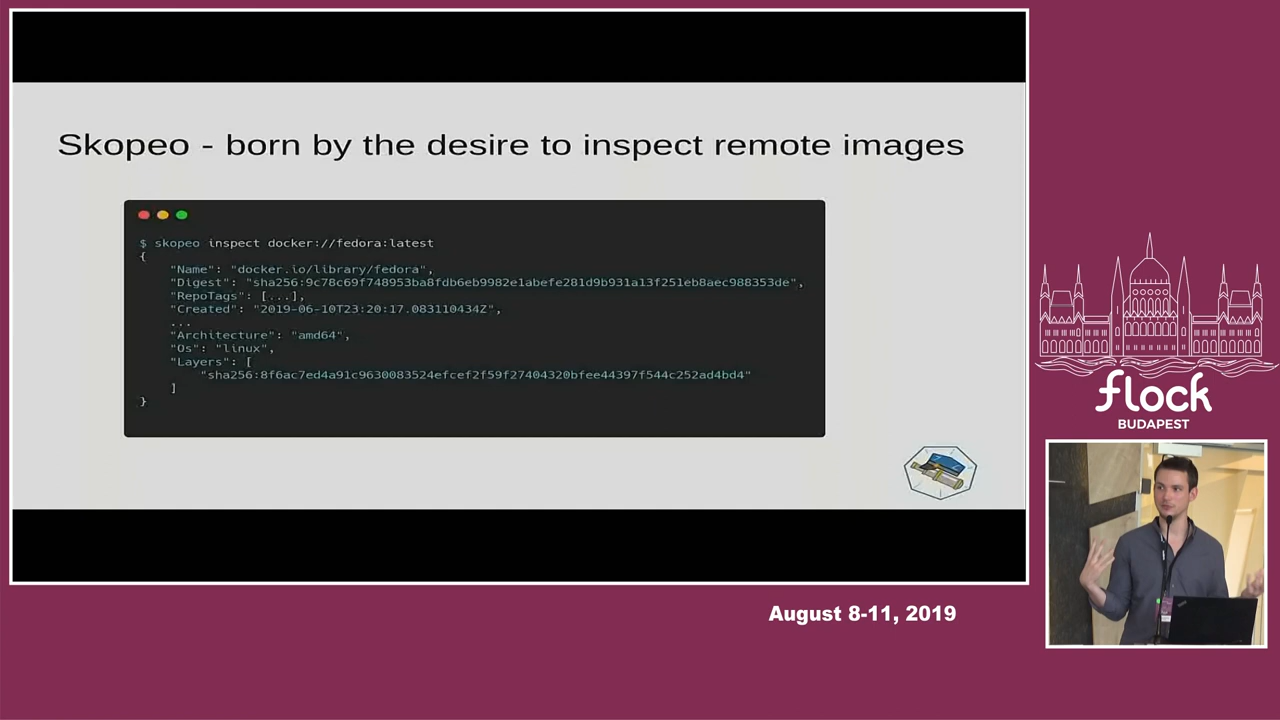 Skopeo - born by the desire to inspect remote images
$ skopeo inspect docker://fedora:latest
{
"Name": "docker.io/library/fedora",
"Digest": "sha256:9c78c69f748953ba8fdb6eb9982e1abefe281d9b931a13f251eb8aec988353de",
"RepoTags": [...],
"Created": "2019-06-10T23:20:17.083110434Z",
...
"Architecture": "amd64",
"Os": "linux",
"Layers": [
"sha256:8f6ac7ed4a91c9630083524efcef2f59f27404320bfee44397f544c252ad4bd4"
]
}
flock
BUDAPEST
August 8-11, 2019